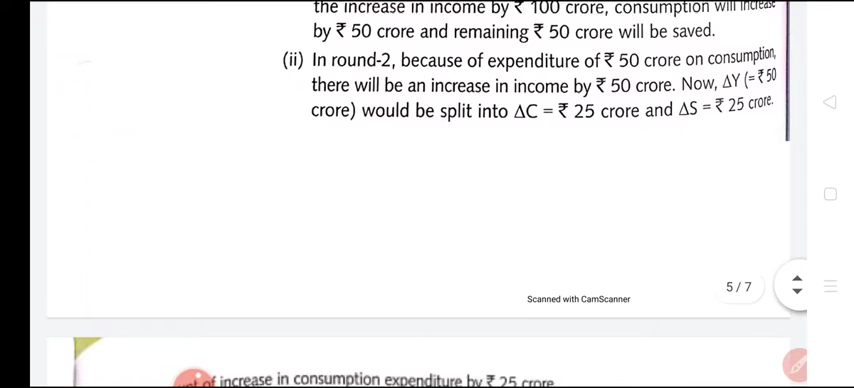 the increase in income by ₹ 100 crore, consumption will increase
by ₹ 50 crore and remaining ₹ 50 crore will be saved.
(ii) In round-2, because of expenditure of ₹ 50 crore on consumption,
there will be an increase in income by ₹ 50 crore. Now, ΔY (= ₹ 50
crore) would be split into ΔC = ₹ 25 crore and ΔS = ₹ 25 crore.
Scanned with CamScanner
5 / 7
of increase in consumption expenditure by ₹ 25 crore